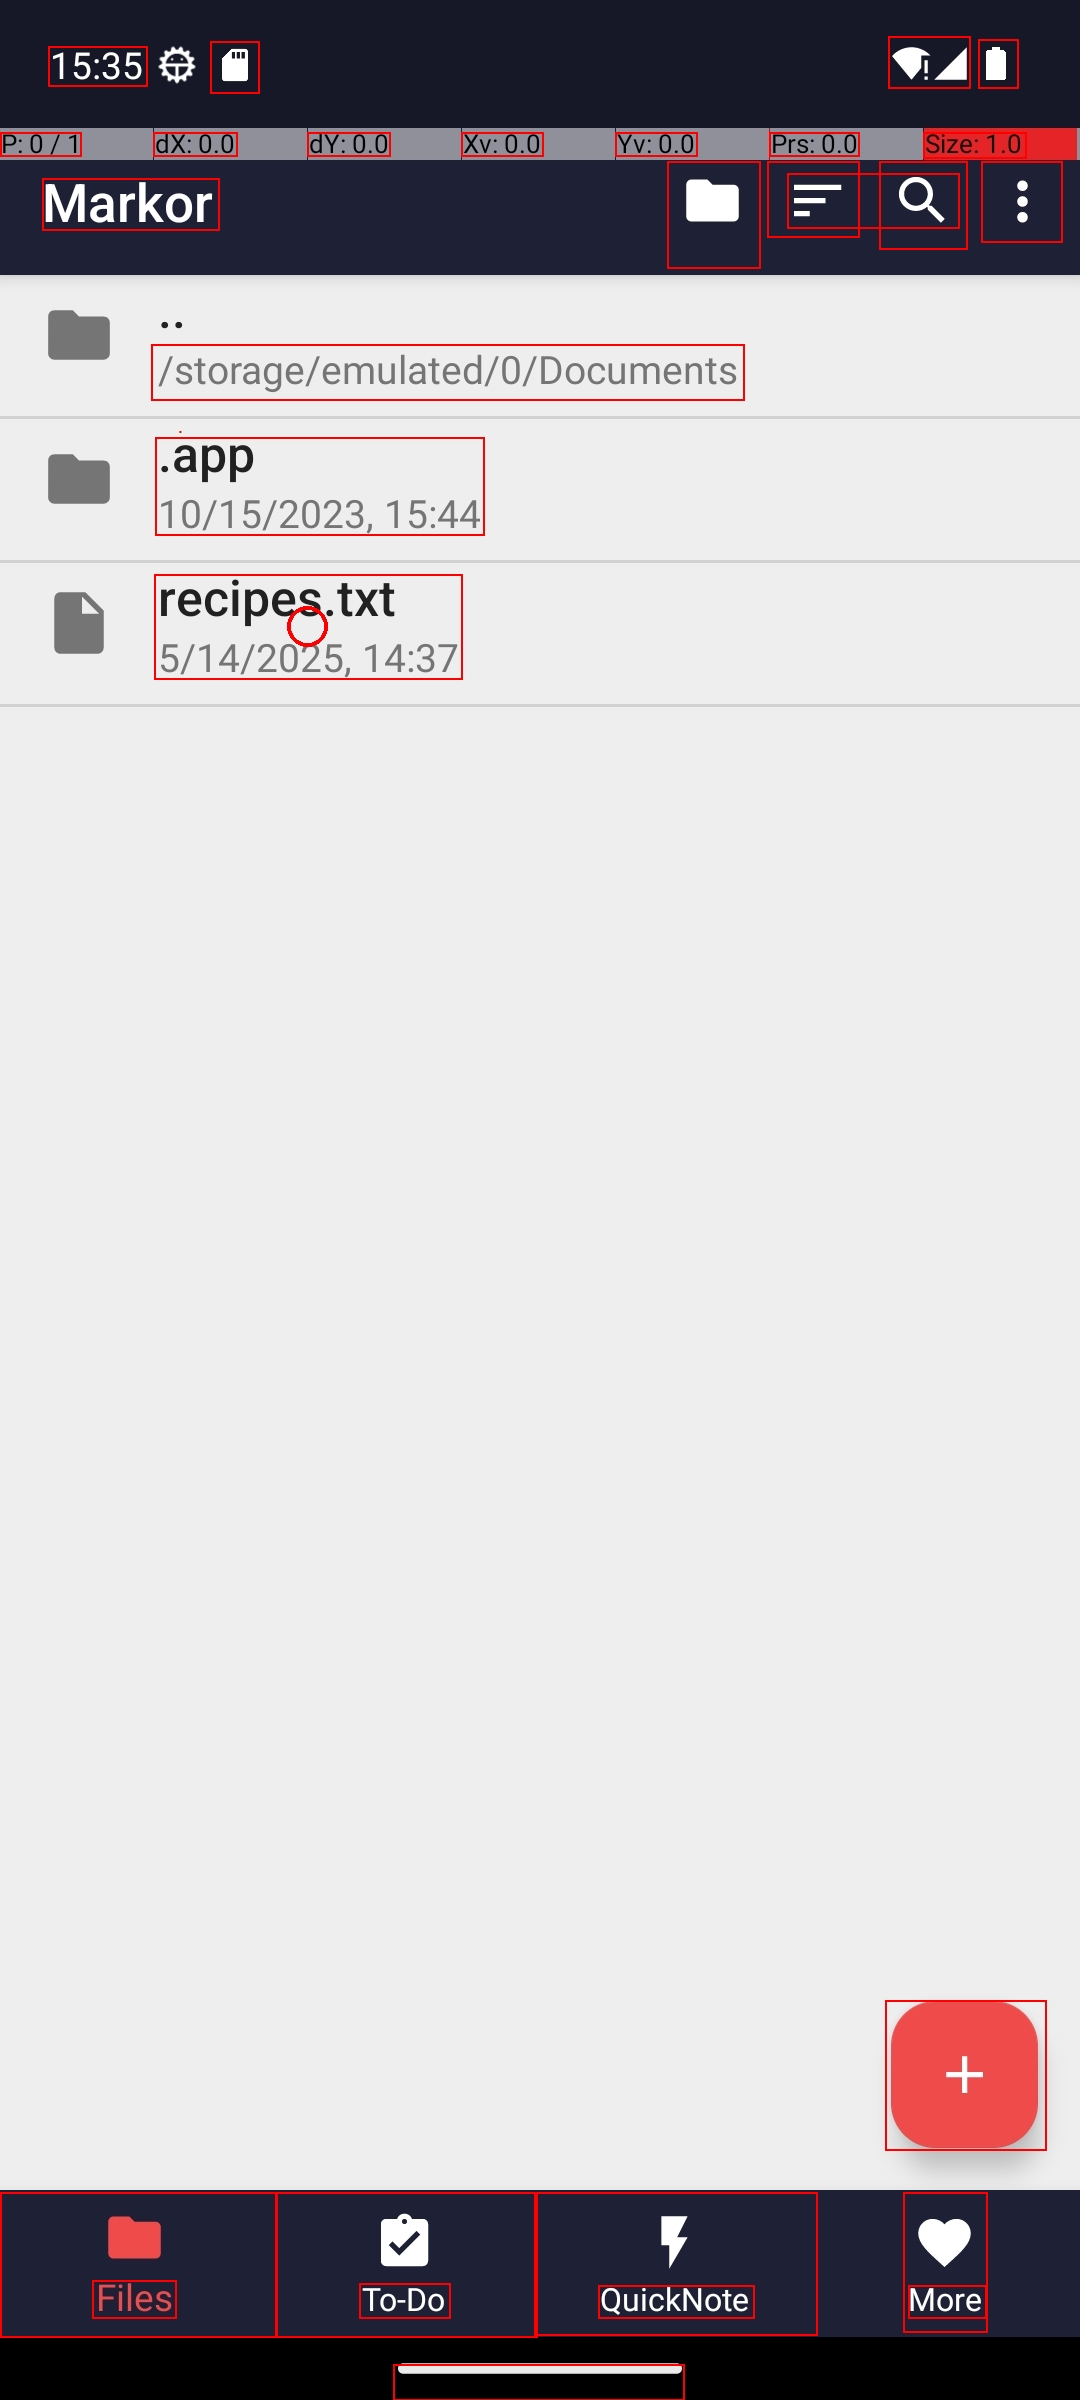 15:35
P: 0 / 1 dX: 0.0 dY: 0.0 Xv: 0.0 Yv: 0.0 Prs: 0.0 Size: 1.0
Markor
..
/storage/emulated/0/Documents
.app
10/15/2023, 15:44
recipes.txt
5/14/2025, 14:37
Files To-Do QuickNote More